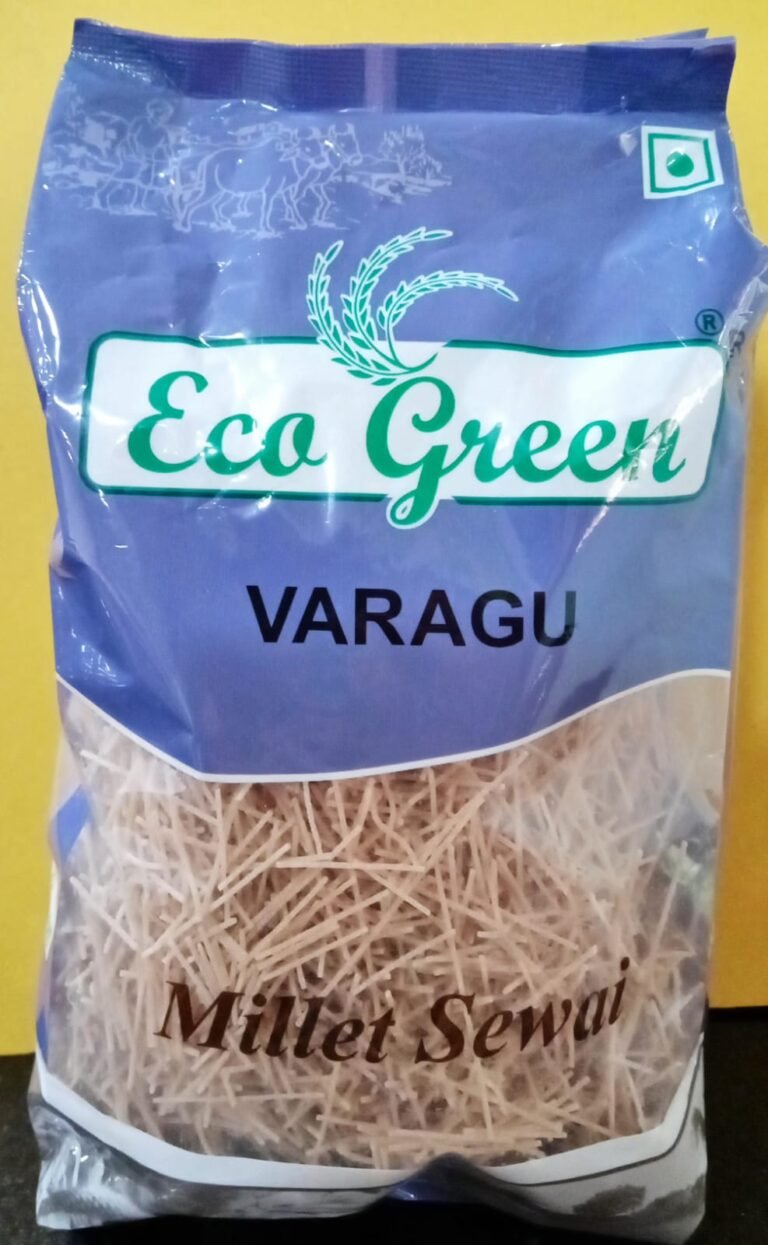 ®
Eco Green
VARAGU
Millet Sewai